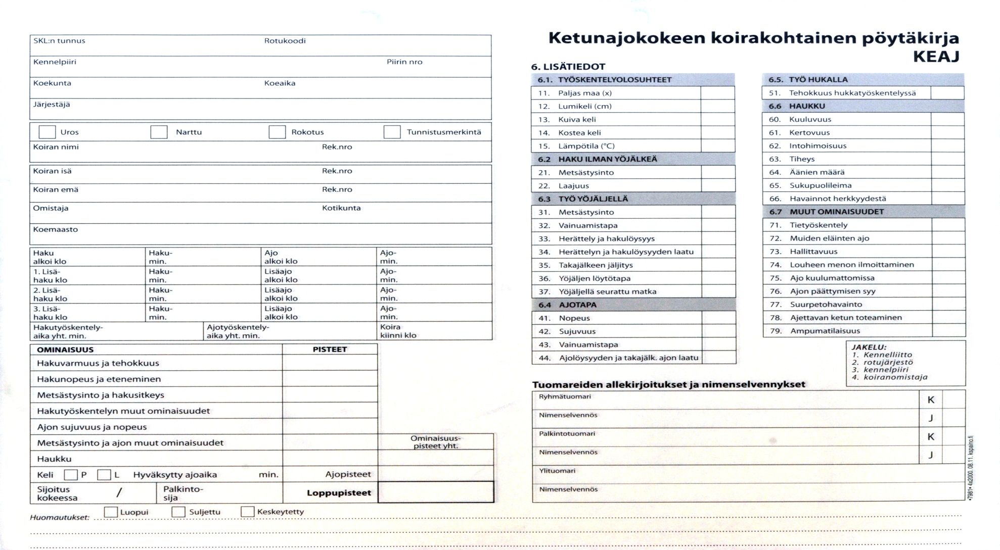 SKL:n tunnus Rotukoodi
Kennelpiiri Piirin nro
Koekunta Koeaika
Järjestäjä
Uros Narttu Rokotus Tunnistusmerkintä
Koiran nimi Rek.nro
Koiran isä Rek.nro
Koiran emä Rek.nro
Omistaja Kotikunta
Koemaasto
Haku Haku- Ajo Ajo-
alkoi klo min. alkoi klo min.
1. Lisä- Haku- Lisäajo Ajo-
haku klo min. alkoi klo min.
2. Lisä- Haku- Lisäajo Ajo-
haku klo min. alkoi klo min.
3. Lisä- Haku- Lisäajo Ajo-
haku klo min. alkoi klo min.
Hakutyöskentely- Ajotyöskentely- Koira
aika yht. min. aika yht. min. kiinni klo
OMINAISUUS PISTEET
Hakuvarmuus ja tehokkuus
Hakunopeus ja eteneminen
Metsästysinto ja hakusitkeys
Hakutyöskentelyn muut ominaisuudet
Ajon sujuvuus ja nopeus
Metsästysinto ja ajon muut ominaisuudet
Ominaisuus-
pisteet yht.
Haukku
Keli P L Hyväksytty ajoaika min. Ajopisteet
Sijoitus / Palkinto- Loppupisteet
kokeessa sija
Luopui Suljettu Keskeytetty
Huomautukset:
Ketunajokokeen koirakohtainen pöytäkirja
KEAJ
6. LISÄTIEDOT
6.1. TYÖSKENTELYOLOSUHTEET
11. Paljas maa (x)
12. Lumikeli (cm)
13. Kuiva keli
14. Kostea keli
15. Lämpötila (°C)
6.2 HAKU ILMAN YÖJÄLKEÄ
21. Metsästysinto
22. Laajuus
6.3 TYÖ YÖJÄLJELLÄ
31. Metsästysinto
32. Vainuamistapa
33. Herättely ja hakulöysyys
34. Herättelyn ja hakulöysyyden laatu
35. Takajälkeen jäljitys
36. Yöjäljen löytötapa
37. Yöjäljellä seurattu matka
6.4 AJOTAPA
41. Nopeus
42. Sujuvuus
43. Vainuamistapa
44. Ajolöysyyden ja takajälk. ajon laatu
6.5. TYÖ HUKALLA
51. Tehokkuus hukkatyöskentelyssä
6.6 HAUKKU
60. Kuuluvuus
61. Kertovuus
62. Intohimoisuus
63. Tiheys
64. Äänien määrä
65. Sukupuolileima
66. Havainnot herkkyydestä
6.7 MUUT OMINAISUUDET
71. Tietyöskentely
72. Muiden eläinten ajo
73. Hallittavuus
74. Louheen menon ilmoittaminen
75. Ajo kuulumattomissa
76. Ajon päättymisen syy
77. Suurpetohavainto
78. Ajettavan ketun toteaminen
79. Ampumatilaisuus
JAKELU:
1. Kennelliitto
2. rotujärjestö
3. kennelpiiri
4. koiranomistaja
Tuomareiden allekirjoitukset ja nimenselvennykset
Ryhmätuomari K
Nimenselvennös J
Palkintotuomari K
Nimenselvennös J
Ylituomari
Nimenselvennös
•7981• 4x2000. 08.11. kspaino.fi